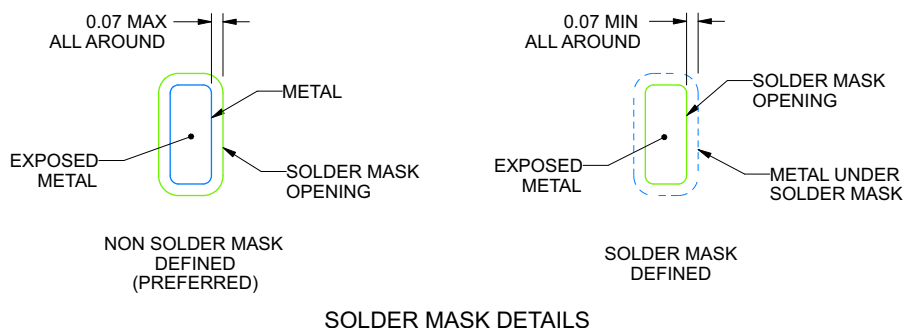 0.07 MAX
ALL AROUND
METAL
EXPOSED
METAL
SOLDER MASK
OPENING
NON SOLDER MASK
DEFINED
(PREFERRED)
0.07 MIN
ALL AROUND
SOLDER MASK
OPENING
EXPOSED
METAL
METAL UNDER
SOLDER MASK
SOLDER MASK
DEFINED
SOLDER MASK DETAILS